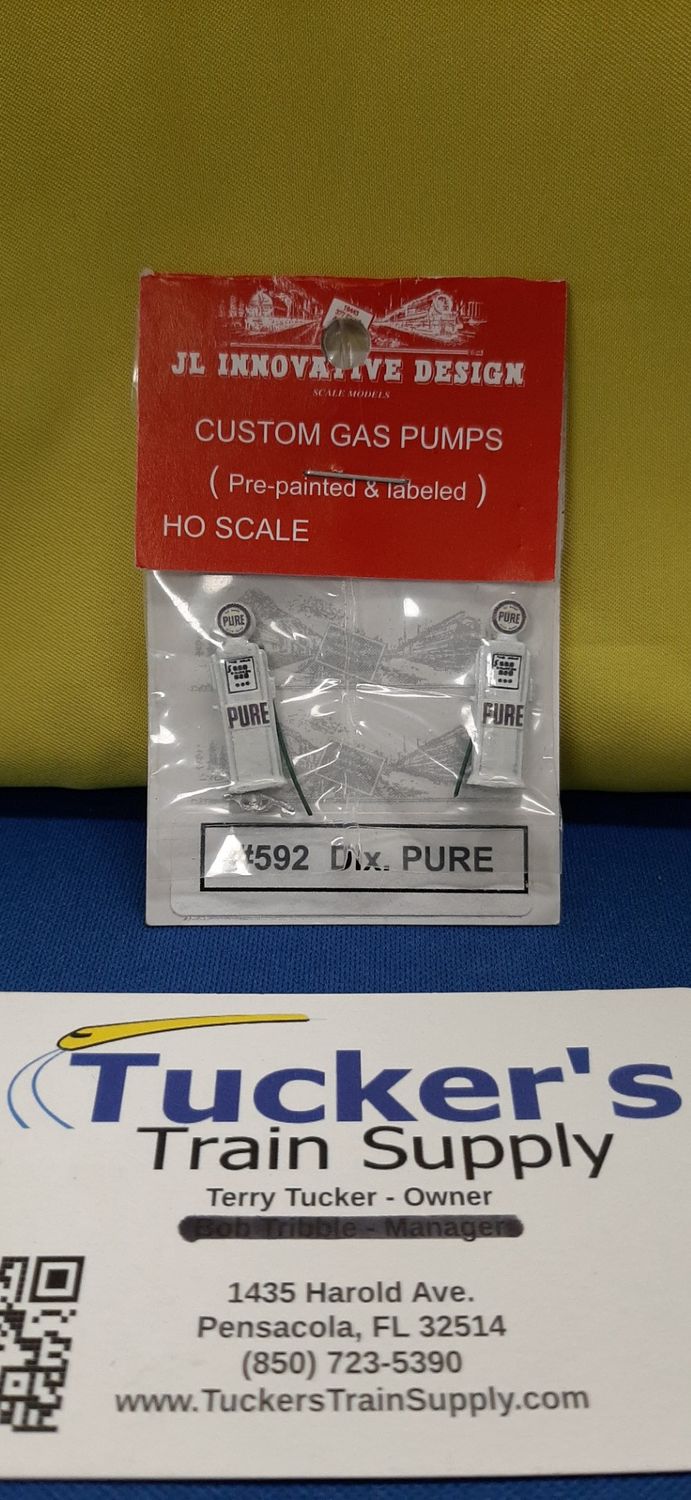 JL INNOVATIVE DESIGN
SCALE MODELS
CUSTOM GAS PUMPS
( Pre-painted & labeled )
HO SCALE
PURE PURE
PURE PURE
#592 Dlx. PURE
Tucker's
Train Supply
Terry Tucker - Owner
Bob Tribble - Manager
1435 Harold Ave.
Pensacola, FL 32514
(850) 723-5390
www.TuckersTrainSupply.com